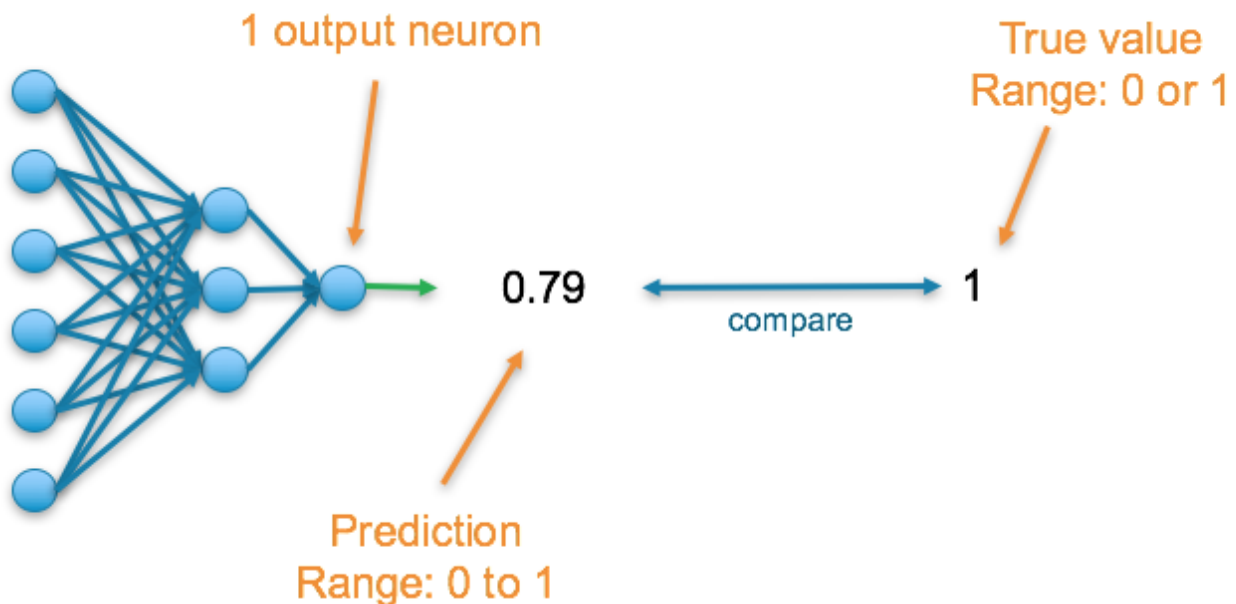 1 output neuron
True value
Range: 0 or 1
0.79
compare
1
Prediction
Range: 0 to 1